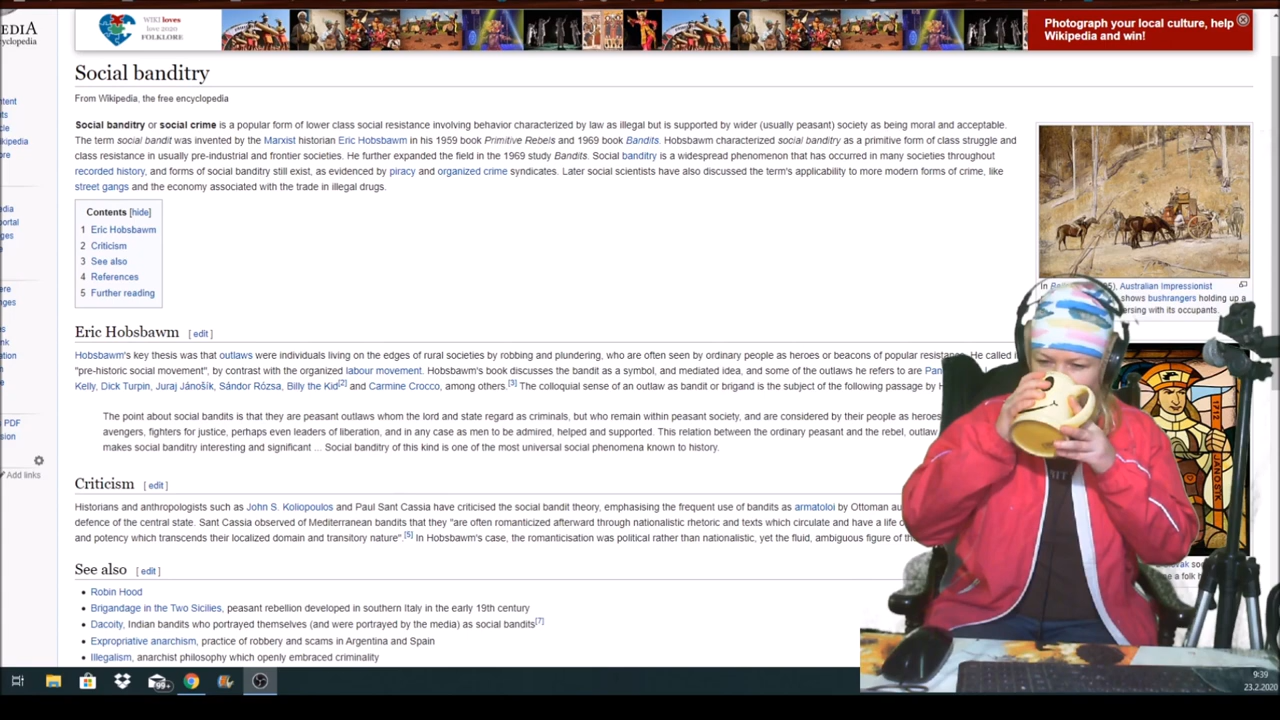 WIKI loves
love 2020
FOLKLORE
Photograph your local culture, help
Wikipedia and win!
EDIA
cyclopedia
Social banditry
From Wikipedia, the free encyclopedia
Social banditry or social crime is a popular form of lower class social resistance involving behavior characterized by law as illegal but is supported by wider (usually peasant) society as being moral and acceptable.
The term social bandit was invented by the Marxist historian Eric Hobsbawm in his 1959 book Primitive Rebels and 1969 book Bandits. Hobsbawm characterized social banditry as a primitive form of class struggle and
class resistance in usually pre-industrial and frontier societies. He further expanded the field in the 1969 study Bandits. Social banditry is a widespread phenomenon that has occurred in many societies throughout
recorded history, and forms of social banditry still exist, as evidenced by piracy and organized crime syndicates. Later social scientists have also discussed the term's applicability to more modern forms of crime, like
street gangs and the economy associated with the trade in illegal drugs.
Contents [hide]
1 Eric Hobsbawm
2 Criticism
3 See also
4 References
5 Further reading
Australian Impressionist
shows bushrangers holding up a
ersing with its occupants.
Eric Hobsbawm [ edit ]
Hobsbawm's key thesis was that outlaws were individuals living on the edges of rural societies by robbing and plundering, who are often seen by ordinary people as heroes or beacons of popular resistance. He called i
"pre-historic social movement", by contrast with the organized labour movement. Hobsbawm's book discusses the bandit as a symbol, and mediated idea, and some of the outlaws he refers to are Pan
Kelly, Dick Turpin, Juraj Jánošík, Sándor Rózsa, Billy the Kid[2] and Carmine Crocco, among others.[3] The colloquial sense of an outlaw as bandit or brigand is the subject of the following passage by H
The point about social bandits is that they are peasant outlaws whom the lord and state regard as criminals, but who remain within peasant society, and are considered by their people as heroes
avengers, fighters for justice, perhaps even leaders of liberation, and in any case as men to be admired, helped and supported. This relation between the ordinary peasant and the rebel, outlaw
makes social banditry interesting and significant ... Social banditry of this kind is one of the most universal social phenomena known to history.
1712
JANOSIK
Criticism [ edit ]
Historians and anthropologists such as John S. Koliopoulos and Paul Sant Cassia have criticised the social bandit theory, emphasising the frequent use of bandits as armatoloi by Ottoman au
defence of the central state. Sant Cassia observed of Mediterranean bandits that they "are often romanticized afterward through nationalistic rhetoric and texts which circulate and have a life o
and potency which transcends their localized domain and transitory nature".[5] In Hobsbawm's case, the romanticisation was political rather than nationalistic, yet the fluid, ambiguous figure of th
See also [ edit ]
• Robin Hood
• Brigandage in the Two Sicilies, peasant rebellion developed in southern Italy in the early 19th century
• Dacoity, Indian bandits who portrayed themselves (and were portrayed by the media) as social bandits[7]
• Expropriative anarchism, practice of robbery and scams in Argentina and Spain
• Illegalism, anarchist philosophy which openly embraced criminality
PDF
Add links
99+
9:39
23.2.2020